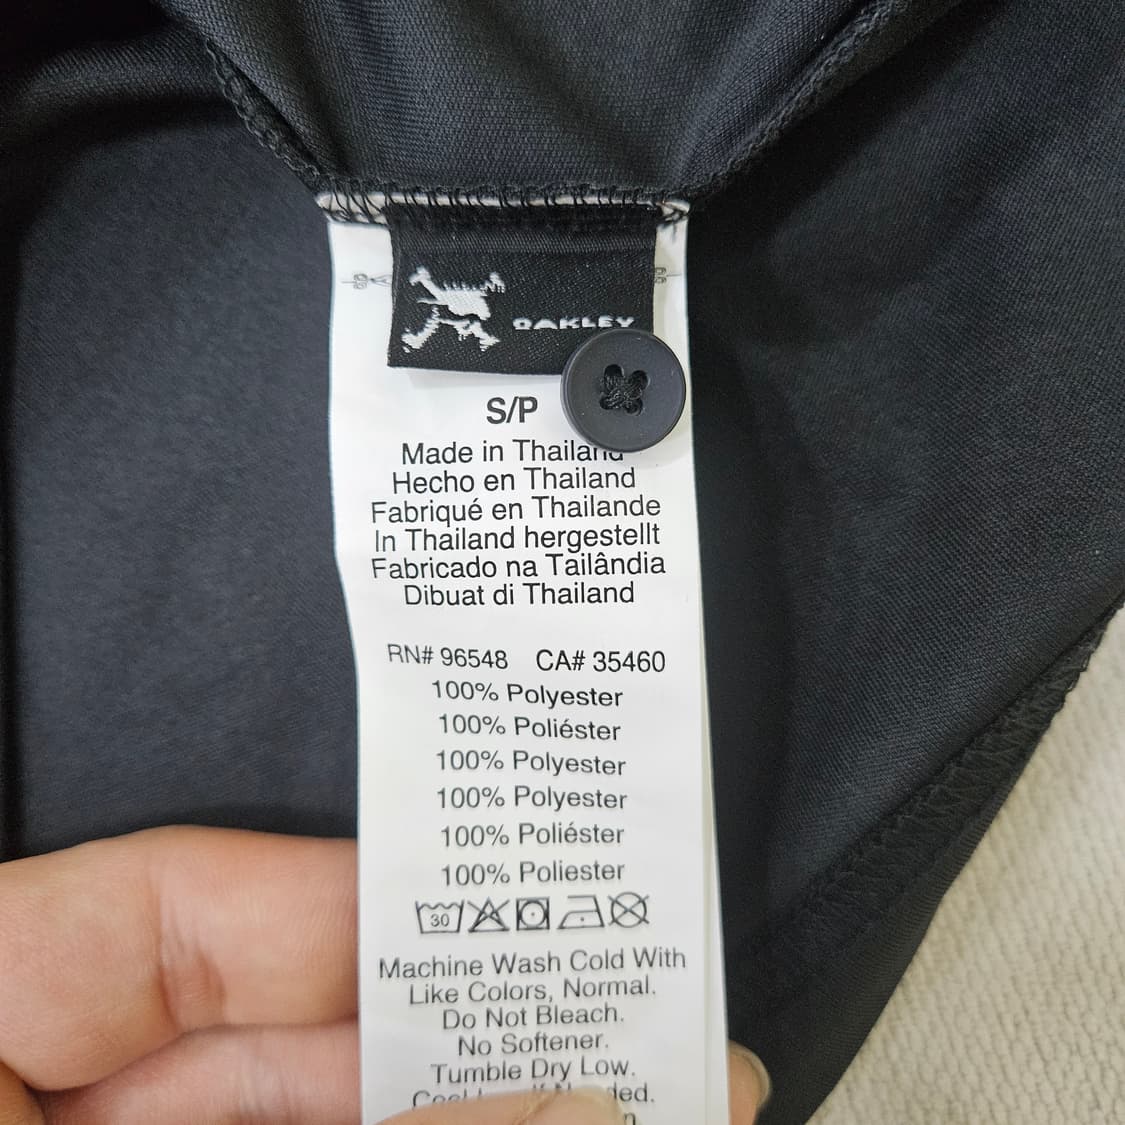 OAKLEY
S/P
Made in Thailand
Hecho en Thailand
Fabriqué en Thailande
In Thailand hergestellt
Fabricado na Tailândia
Dibuat di Thailand
RN# 96548 CA# 35460
100% Polyester
100% Poliéster
100% Polyester
100% Polyester
100% Poliéster
100% Poliester
30
Machine Wash Cold With
Like Colors, Normal.
Do Not Bleach.
No Softener.
Tumble Dry Low.